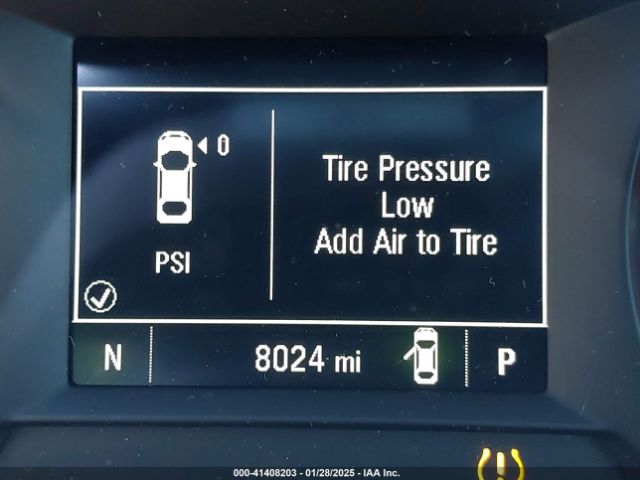 0
PSI
Tire Pressure
Low
Add Air to Tire
N 8024 mi P
000-41408203 - 01/28/2025 - IAA Inc.